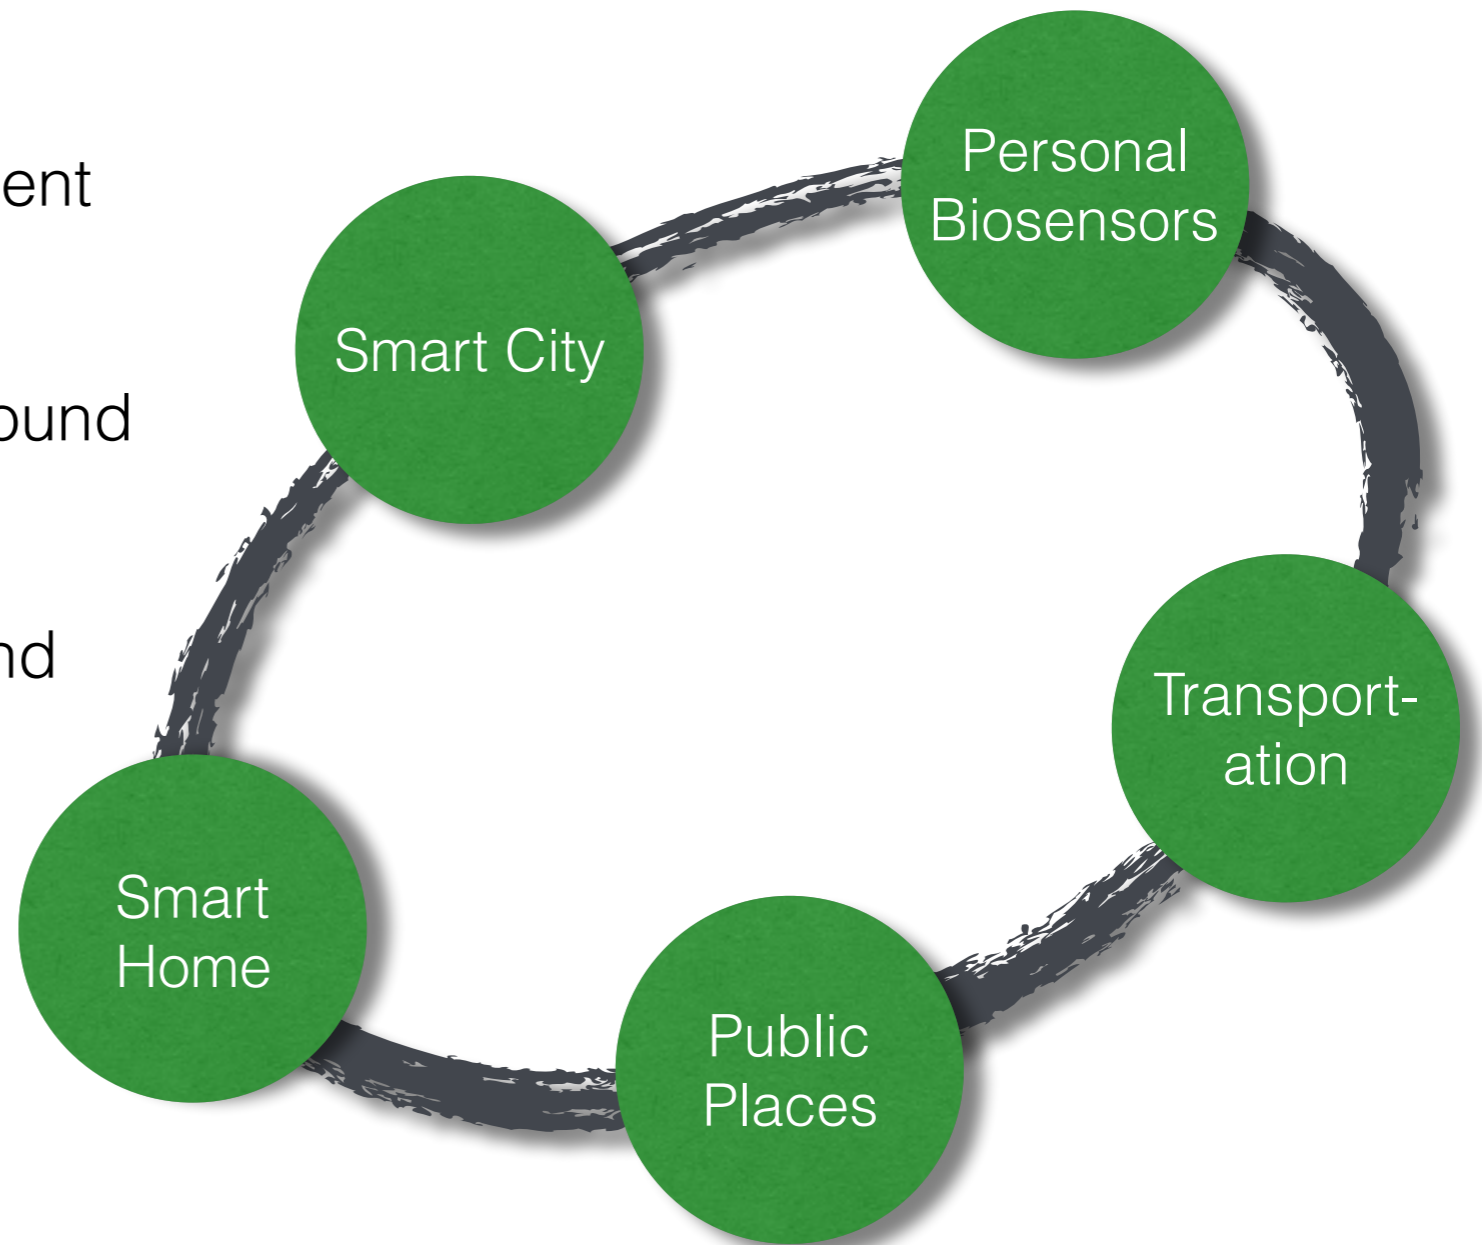 ent
ound
nd
Personal
Biosensors
Smart City
Transport-
ation
Smart
Home
Public
Places